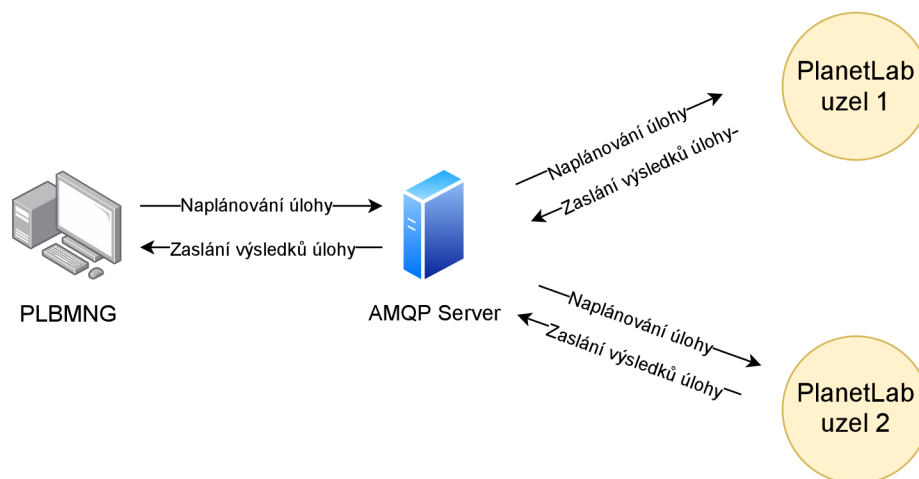 PlanetLab
uzel 1
Naplánování úlohy
Zaslání výsledků úlohy
Naplánování úlohy
Zaslání výsledků úlohy
PLBMNG
AMQP Server
Naplánování úlohy
Zaslání výsledků úlohy
PlanetLab
uzel 2